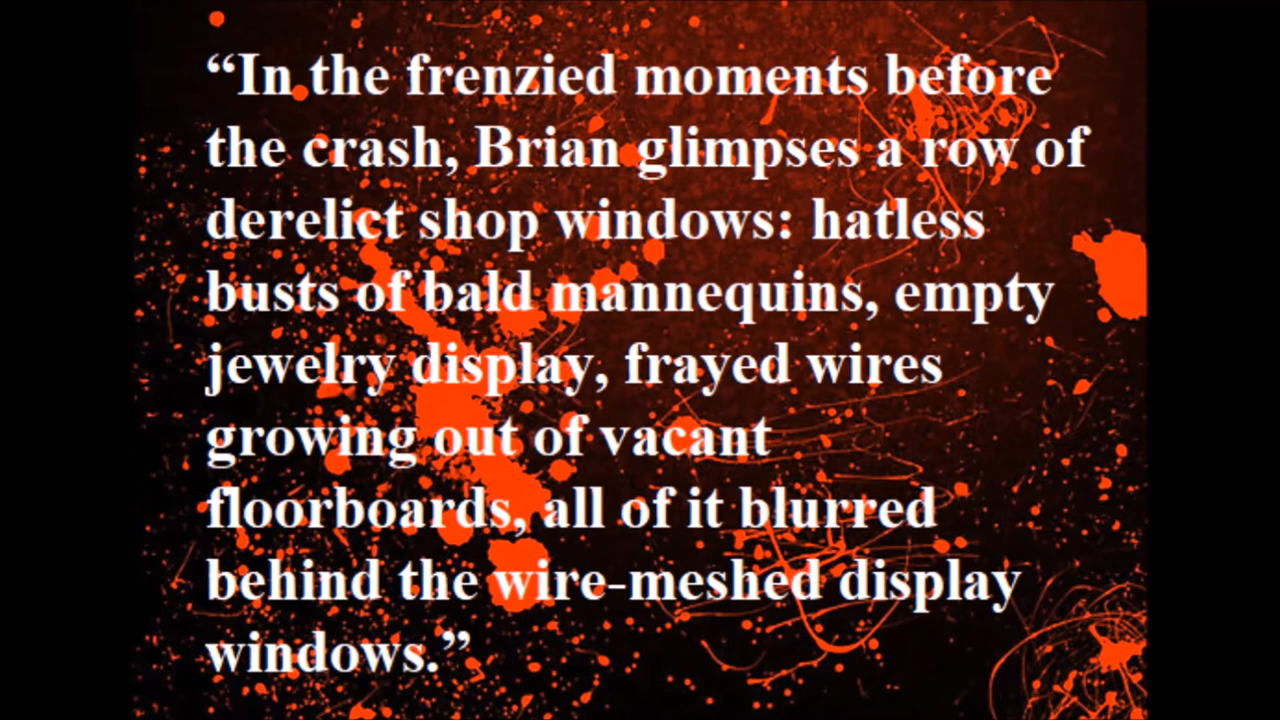 “In the frenzied moments before
the crash, Brian glimpses a row of
derelict shop windows: hatless
busts of bald mannequins, empty
jewelry display, frayed wires
growing out of vacant
floorboards, all of it blurred
behind the wire-meshed display
windows.”